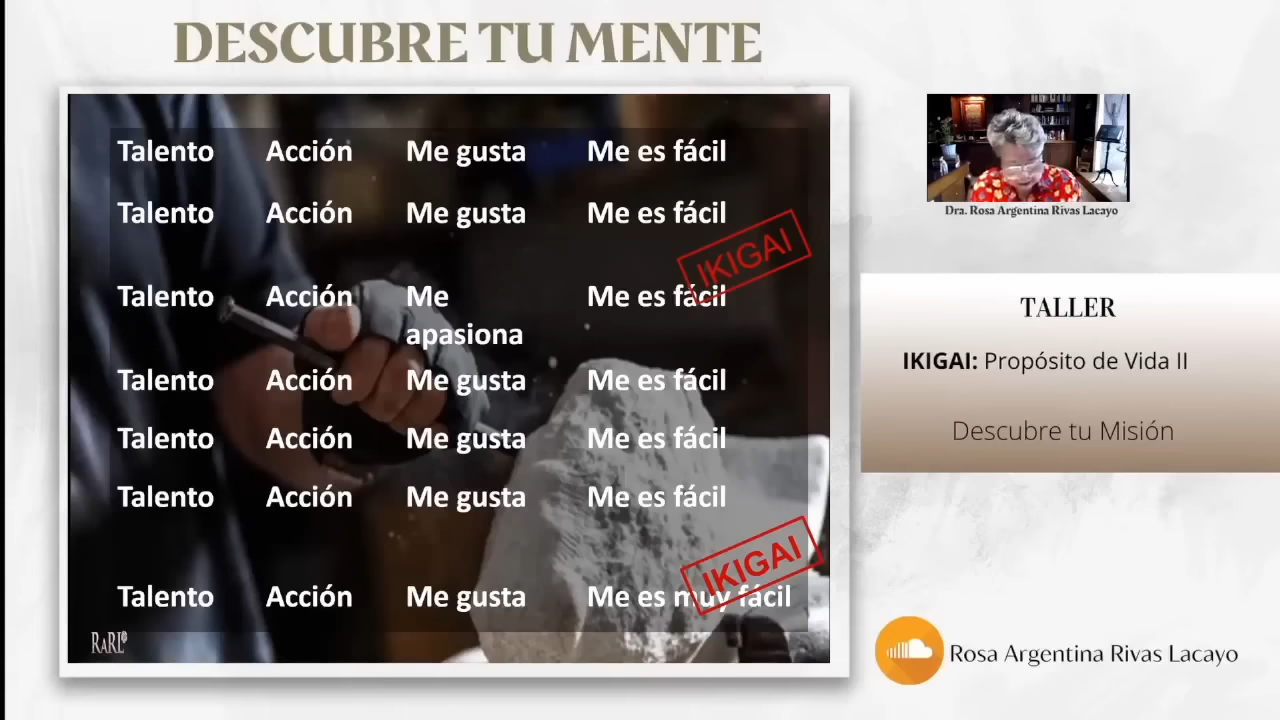 DESCUBRE TU MENTE
Talento Acción Me gusta Me es fácil
Talento Acción Me gusta Me es fácil
IKIGAI
Talento Acción Me apasiona Me es fácil
Talento Acción Me gusta Me es fácil
Talento Acción Me gusta Me es fácil
Talento Acción Me gusta Me es fácil
IKIGAI
Talento Acción Me gusta Me es muy fácil
RARL
Dra. Rosa Argentina Rivas Lacayo
TALLER
IKIGAI: Propósito de Vida II
Descubre tu Misión
Rosa Argentina Rivas Lacayo